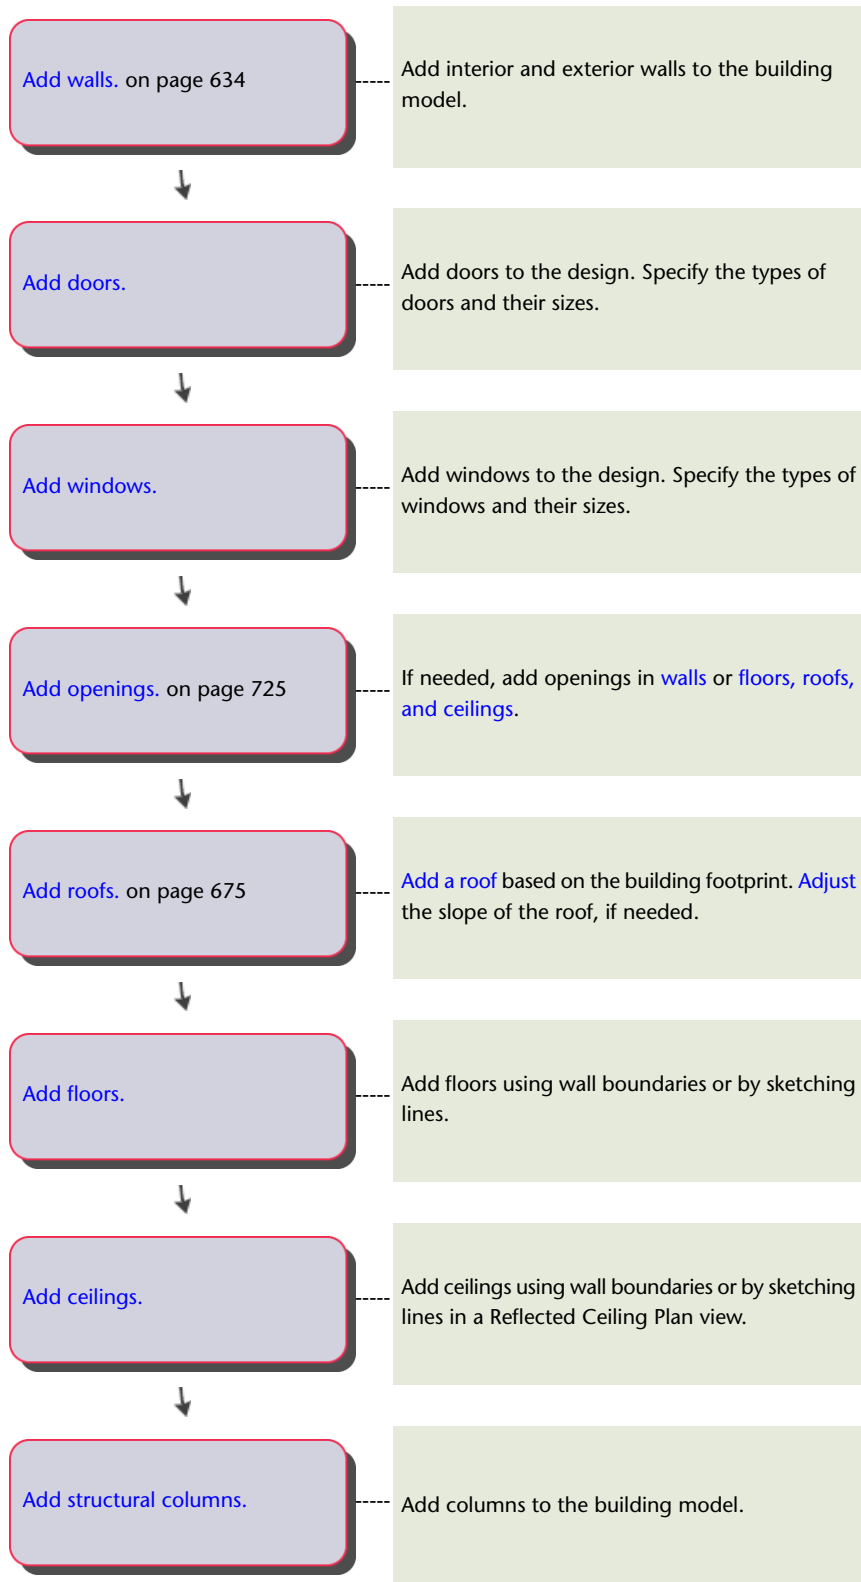 Add walls. on page 634
Add interior and exterior walls to the building
model.
Add doors.
Add doors to the design. Specify the types of
doors and their sizes.
Add windows.
Add windows to the design. Specify the types of
windows and their sizes.
Add openings. on page 725
If needed, add openings in walls or floors, roofs,
and ceilings.
Add roofs. on page 675
Add a roof based on the building footprint. Adjust
the slope of the roof, if needed.
Add floors.
Add floors using wall boundaries or by sketching
lines.
Add ceilings.
Add ceilings using wall boundaries or by sketching
lines in a Reflected Ceiling Plan view.
Add structural columns.
Add columns to the building model.